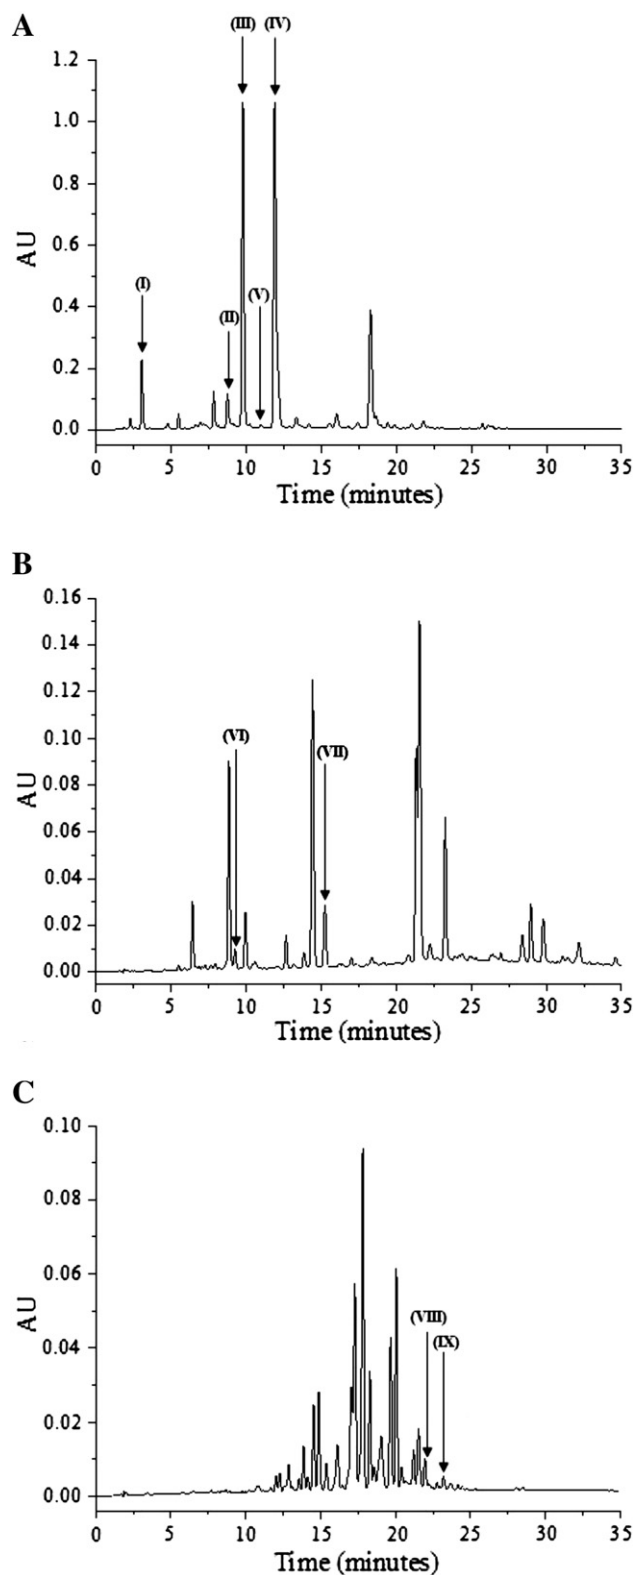 A
(III) (IV)
1.2
1.0
0.8
0.6
(I)
(V)
0.4
(II)
0.2
0.0
AU
0 5 10 15 20 25 30 35
Time (minutes)
B
0.16
0.14
0.12
(VI)
0.10
(VII)
0.08
0.06
0.04
0.02
0.00
AU
0 5 10 15 20 25 30 35
Time (minutes)
C
0.10
0.08
0.06
(VIII)
(IX)
0.04
0.02
0.00
AU
0 5 10 15 20 25 30 35
Time (minutes)